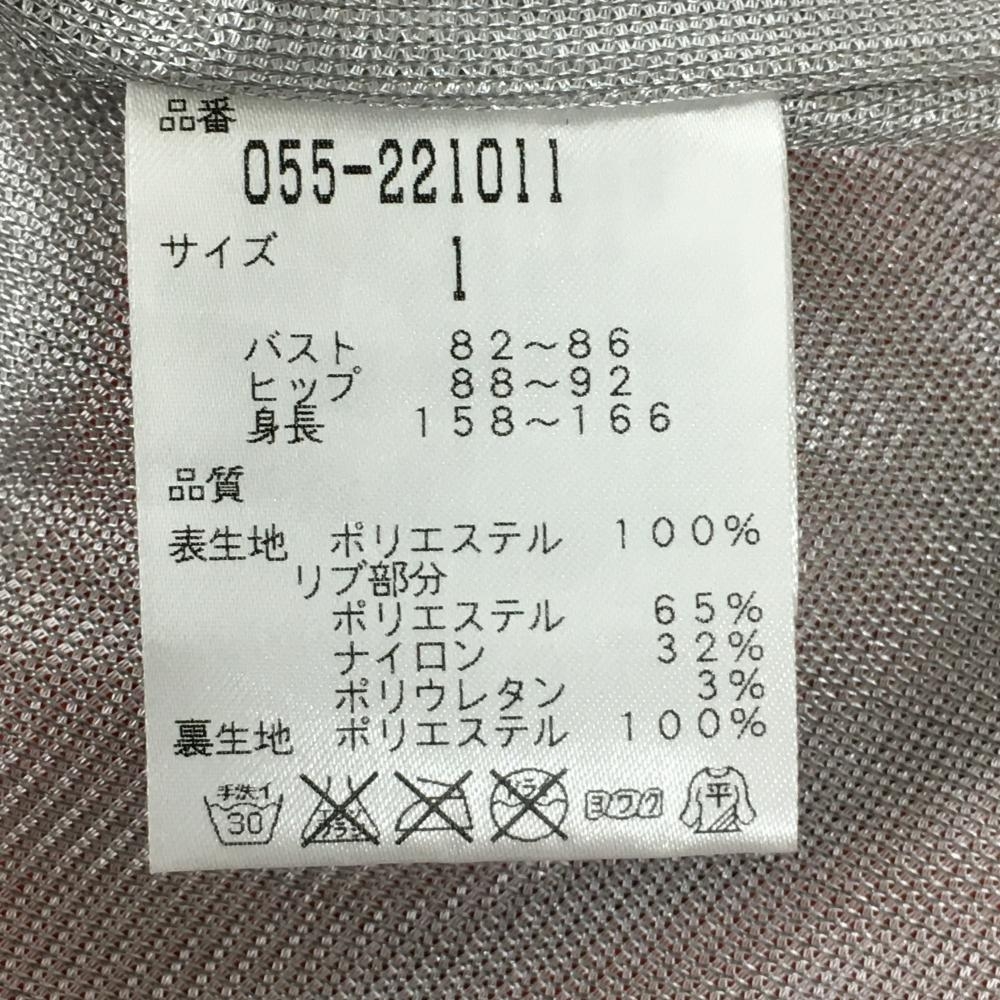 品番
055-221011
サイズ 1
バスト 82～86
ヒップ 88～92
身長 158～166
品質
表生地 ポリエステル 100%
リブ部分
ポリエステル 65%
ナイロン 32%
ポリウレタン 3%
裏生地 ポリエステル 100%
手洗イ 30 ドライ ヨワク 平